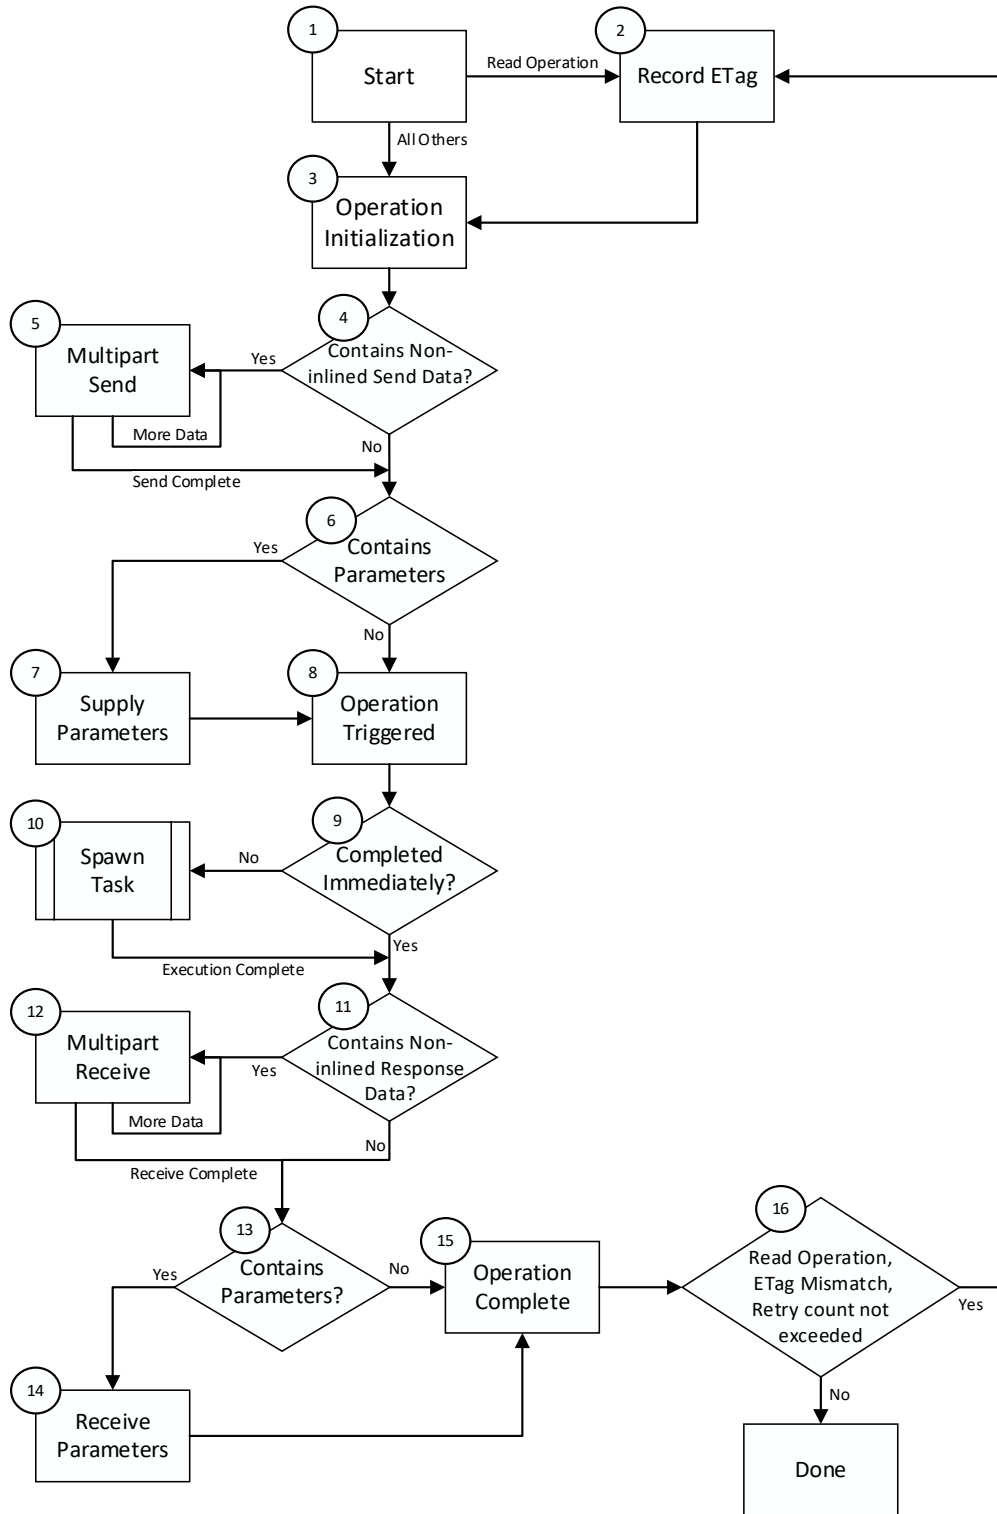 1
2
Start
Read Operation
Record ETag
All Others
3
Operation
Initialization
4
5
Contains Non-
inlined Send Data?
Yes
Multipart
Send
More Data
No
Send Complete
6
Contains
Parameters
Yes
No
7
8
Supply
Parameters
Operation
Triggered
9
10
Completed
Immediately?
No
Spawn
Task
Yes
Execution Complete
11
12
Contains Non-
inlined Response
Data?
Yes
Multipart
Receive
More Data
No
Receive Complete
13
15
16
Contains
Parameters?
Yes
No
Operation
Complete
Read Operation,
ETag Mismatch,
Retry count not
exceeded
Yes
14
Receive
Parameters
No
Done